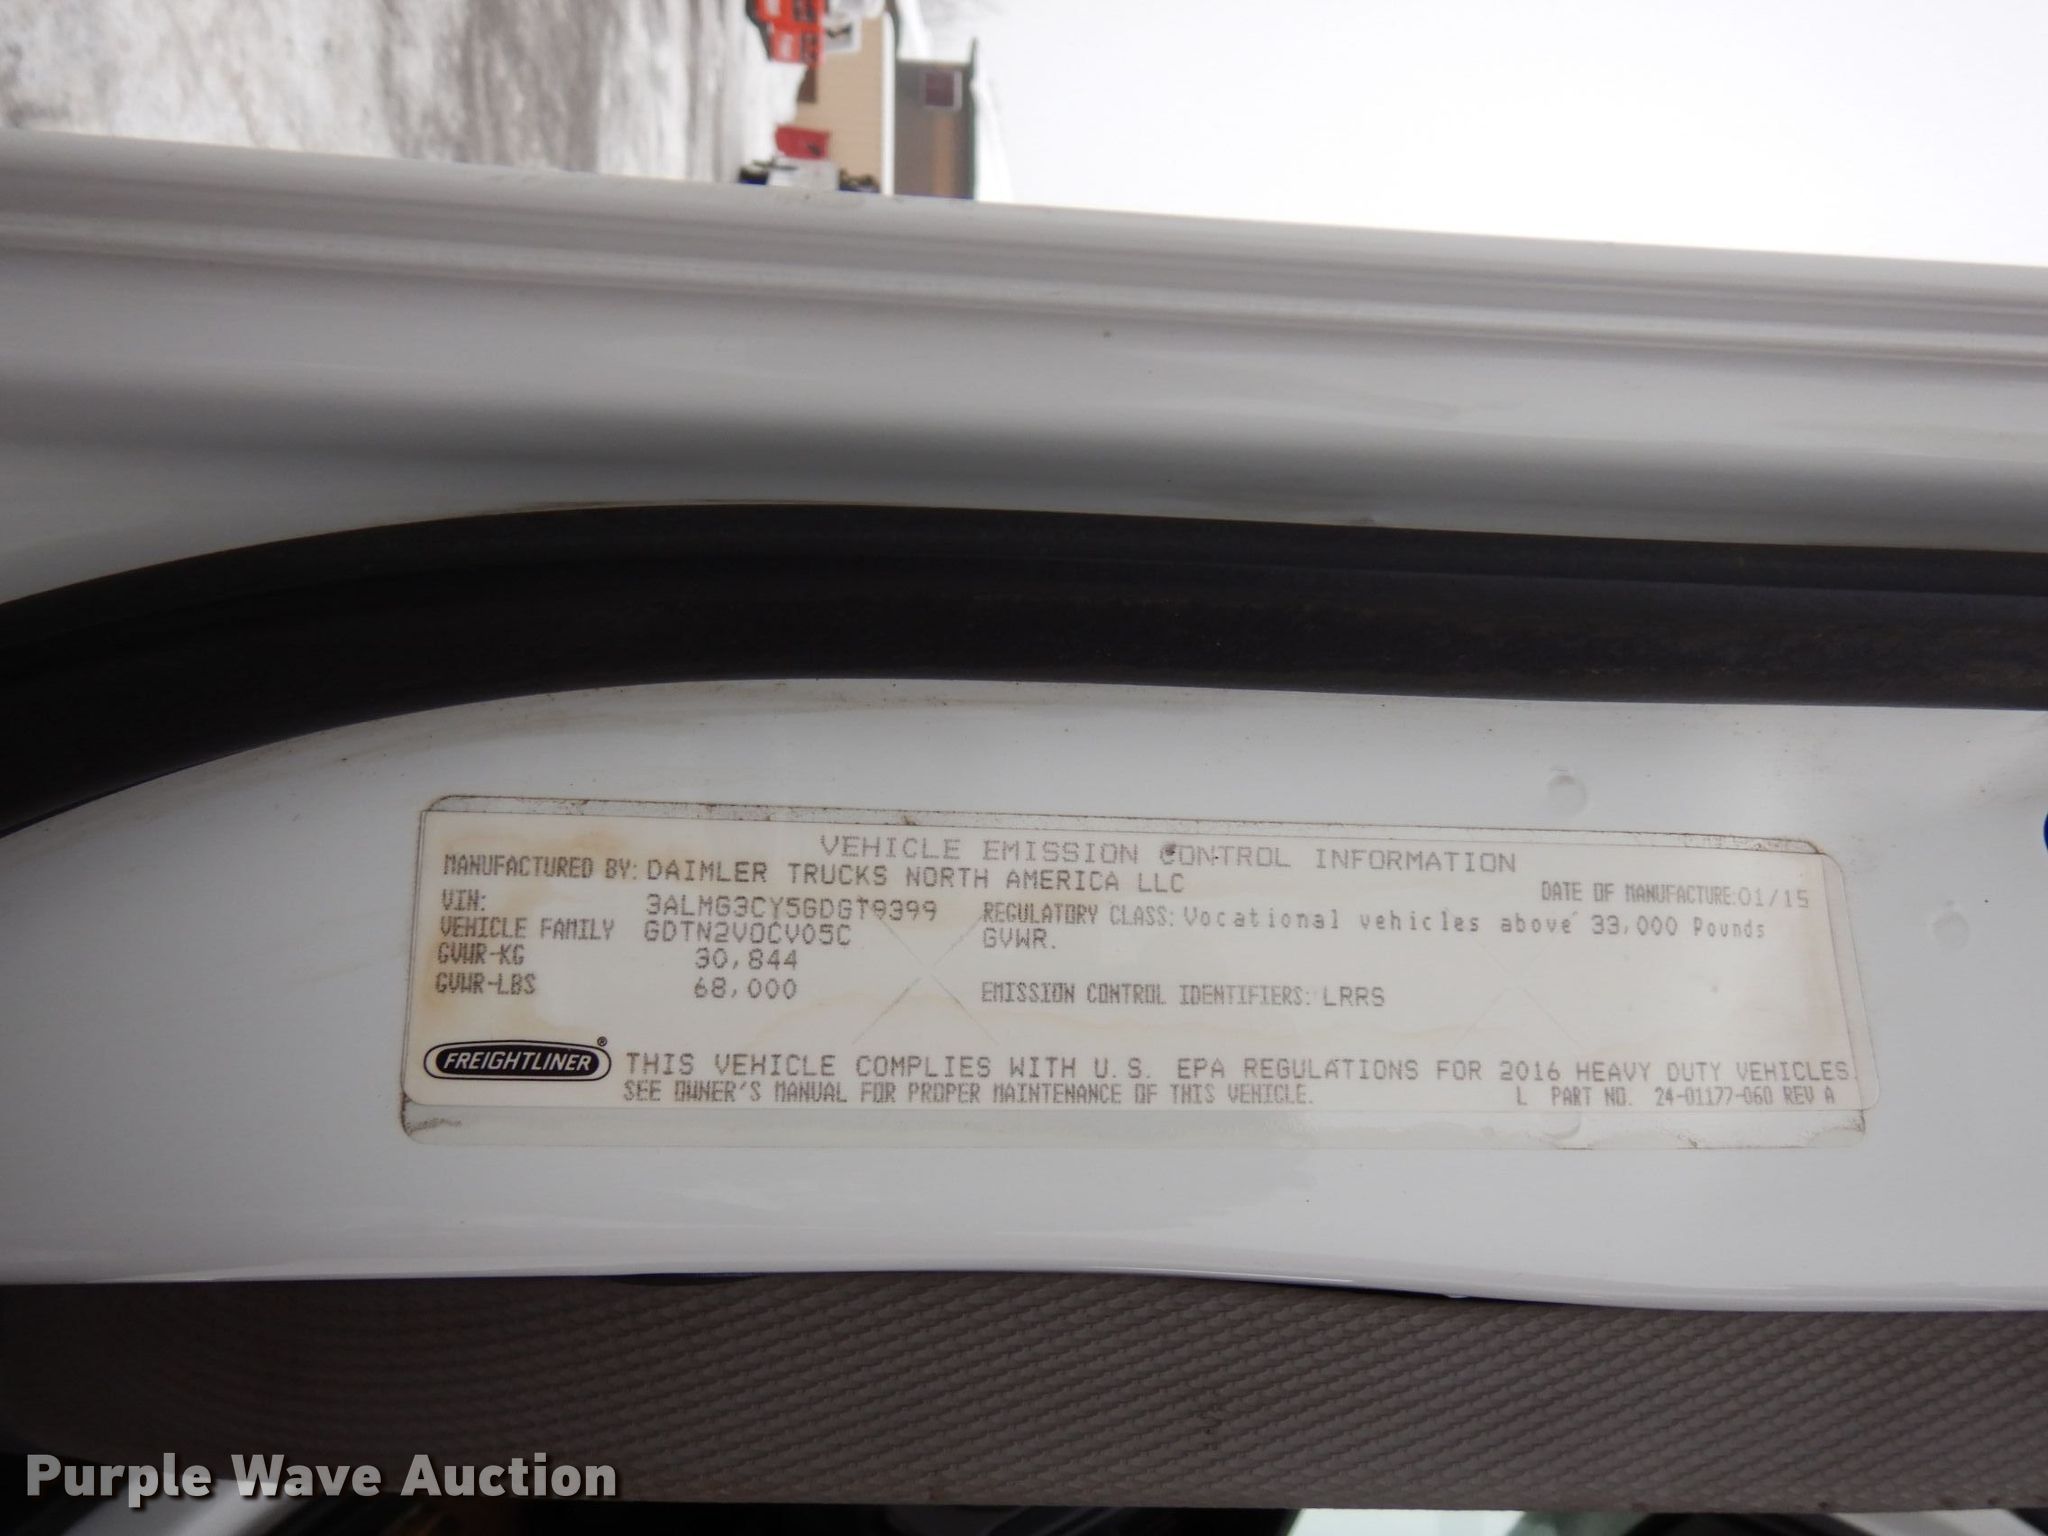 VEHICLE EMISSION CONTROL INFORMATION
MANUFACTURED BY: DAIMLER TRUCKS NORTH AMERICA LLC
DATE OF MANUFACTURE: 01/15
VIN: 3ALMG3CY5GDGT9399
REGULATORY CLASS: Vocational vehicles above 33,000 Pounds
GVWR.
VEHICLE FAMILY GDTN2VOCV05C
GVWR-KG 30,844
GVWR-LBS 68,000
EMISSION CONTROL IDENTIFIERS: LRRS
FREIGHTLINER®
THIS VEHICLE COMPLIES WITH U.S. EPA REGULATIONS FOR 2016 HEAVY DUTY VEHICLES
SEE OWNER'S MANUAL FOR PROPER MAINTENANCE OF THIS VEHICLE.
L PART NO. 24-01177-060 REV A
Purple Wave Auction